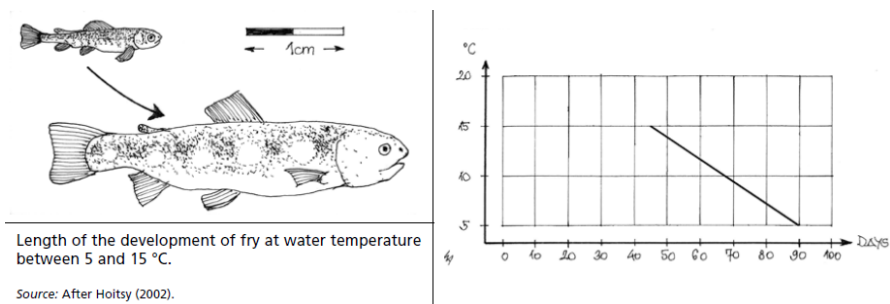 1cm
Length of the development of fry at water temperature
between 5 and 15 °C.
Source: After Hoitsy (2002).
°C
20
15
10
5
0 10 20 30 40 50 60 70 80 90 100 DAYS